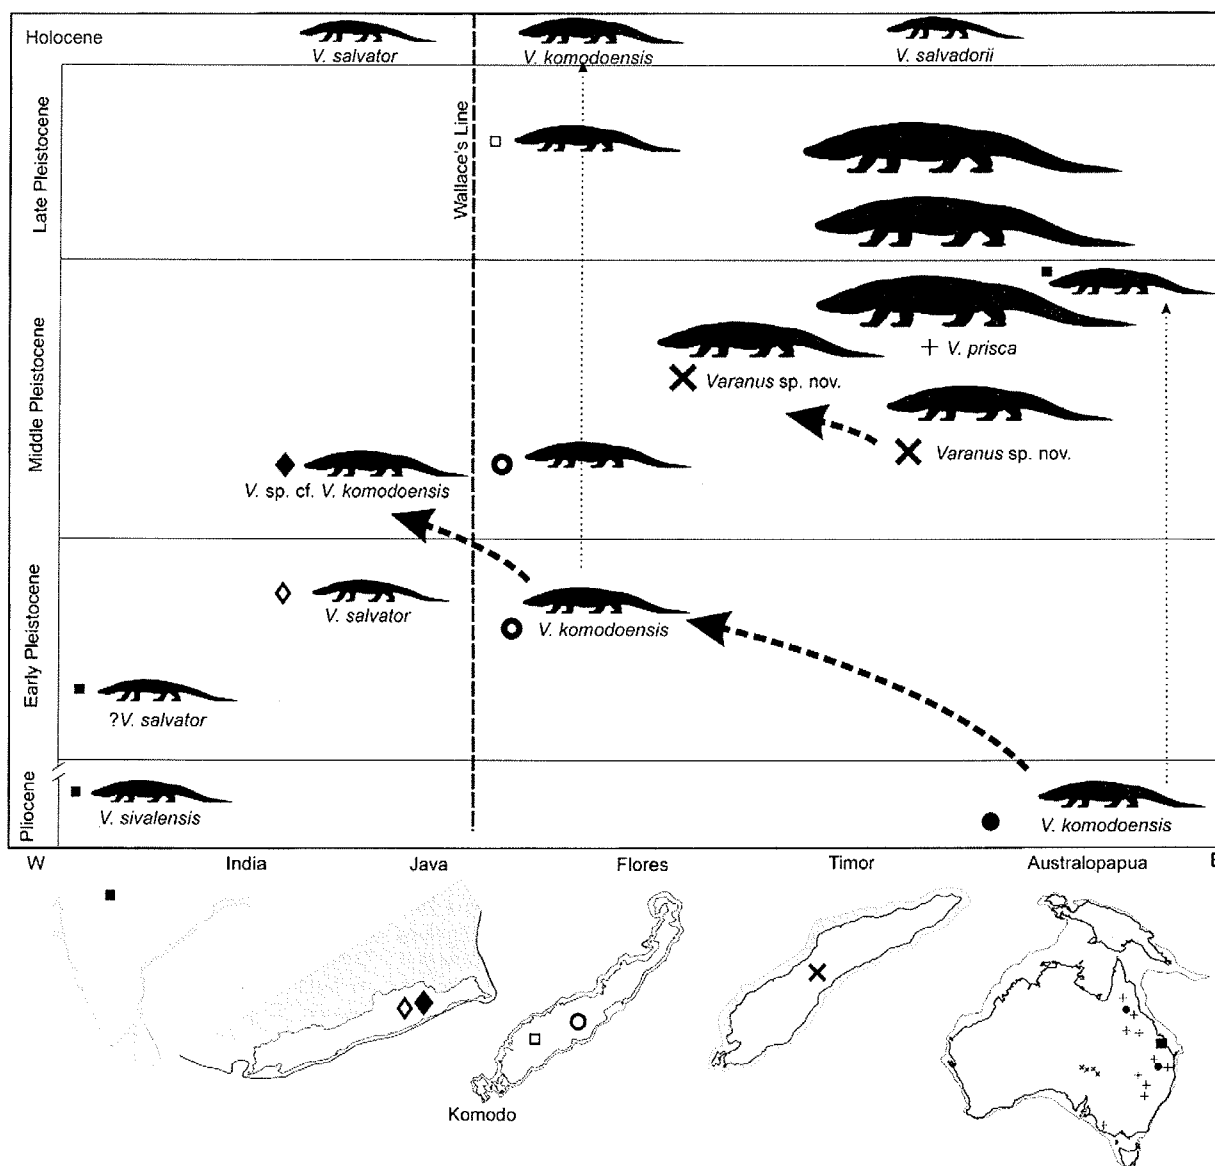 Holocene
V. salvator
V. komodoensis
V. salvadorii
Late Pleistocene
Wallace's Line
Middle Pleistocene
+ V. prisca
Varanus sp. nov.
Varanus sp. nov.
V. sp. cf. V. komodoensis
Early Pleistocene
V. salvator
V. komodoensis
?V. salvator
Pliocene
V. sivalensis
V. komodoensis
W India Java Flores Timor Australopapua
Komodo